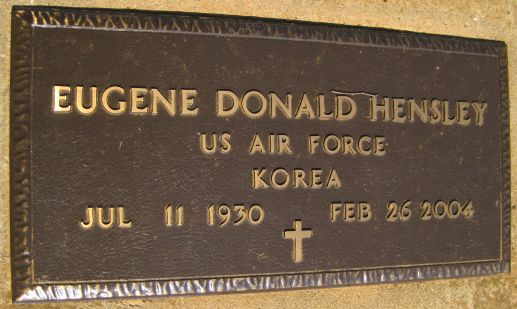 EUGENE DONALD HENSLEY
US AIR FORCE
KOREA
JUL 11 1930 FEB 26 2004